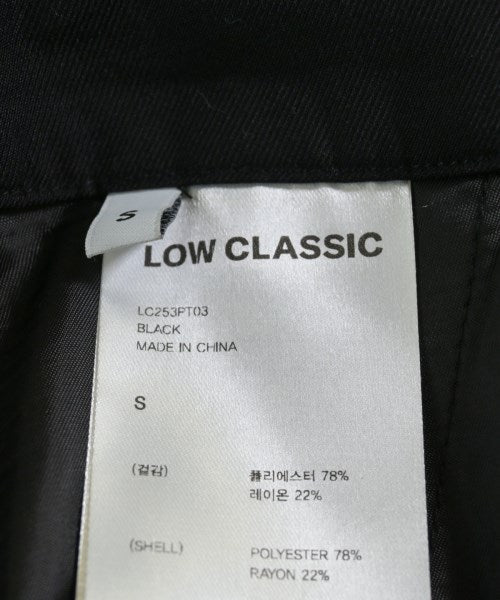 S
LOW CLASSIC
LC253PT03
BLACK
MADE IN CHINA
S
(겉감) 폴리에스터 78%
레이온 22%
(SHELL) POLYESTER 78%
RAYON 22%